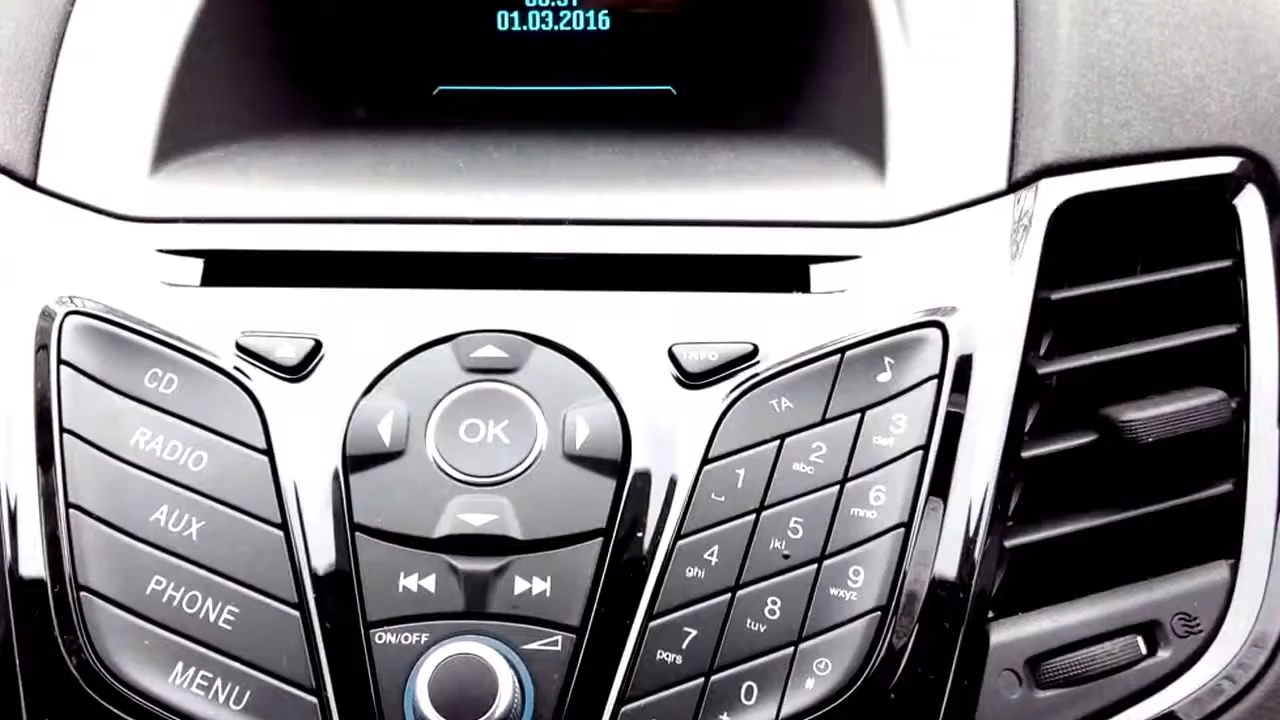 01.03.2016
INFO
CD
RADIO
AUX
PHONE
MENU
OK
ON/OFF
TA
1
2
abc
3
def
4
ghi
5
jkl
6
mno
7
pqrs
8
tuv
9
wxyz
0
#